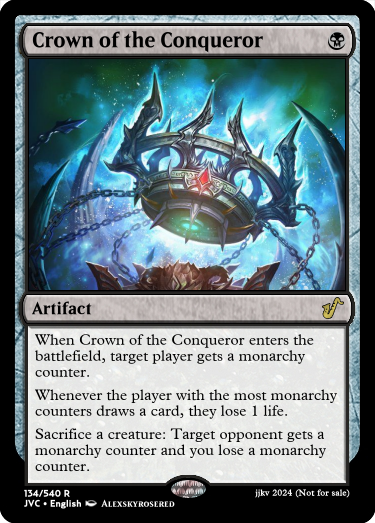 Crown of the Conqueror
Artifact
When Crown of the Conqueror enters the
battlefield, target player gets a monarchy
counter.
Whenever the player with the most monarchy
counters draws a card, they lose 1 life.
Sacrifice a creature: Target opponent gets a
monarchy counter and you lose a monarchy
counter.
134/540 R
JVC • English ALEXSKYROSERED
jjkv 2024 (Not for sale)